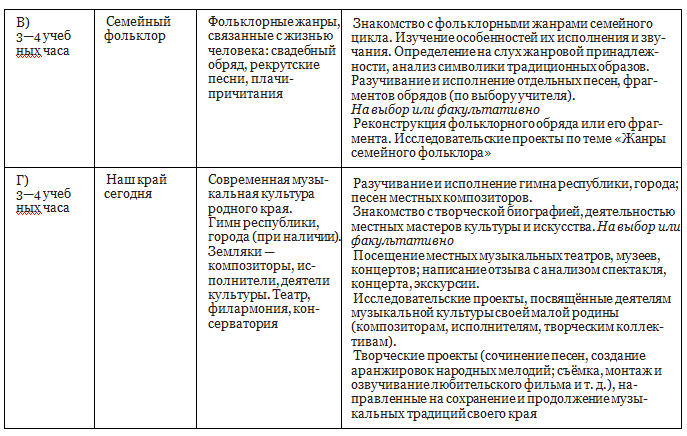 В)
3—4 учеб
ных часа
Семейный
фольклор
Фольклорные жанры,
связанные с жизнью
человека: свадебный
обряд, рекрутские
песни, плачи-
причитания
Знакомство с фольклорными жанрами семейного
цикла. Изучение особенностей их исполнения и зву-
чания. Определение на слух жанровой принадлеж-
ности, анализ символики традиционных образов.
Разучивание и исполнение отдельных песен, фраг-
ментов обрядов (по выбору учителя).
На выбор или факультативно
Реконструкция фольклорного обряда или его фраг-
мента. Исследовательские проекты по теме «Жанры
семейного фольклора»
Г)
3—4 учеб
ных часа
Наш край
сегодня
Современная музы-
кальная культура
родного края.
Гимн республики,
города (при наличии).
Земляки —
композиторы, ис-
полнители, деятели
культуры. Театр,
филармония, кон-
серватория
Разучивание и исполнение гимна республики, города;
песен местных композиторов.
Знакомство с творческой биографией, деятельностью
местных мастеров культуры и искусства. На выбор или
факультативно
Посещение местных музыкальных театров, музеев,
концертов; написание отзыва с анализом спектакля,
концерта, экскурсии.
Исследовательские проекты, посвящённые деятелям
музыкальной культуры своей малой родины
(композиторам, исполнителям, творческим коллек-
тивам).
Творческие проекты (сочинение песен, создание
аранжировок народных мелодий; съёмка, монтаж и
озвучивание любительского фильма и т. д.), на-
правленные на сохранение и продолжение музы-
кальных традиций своего края